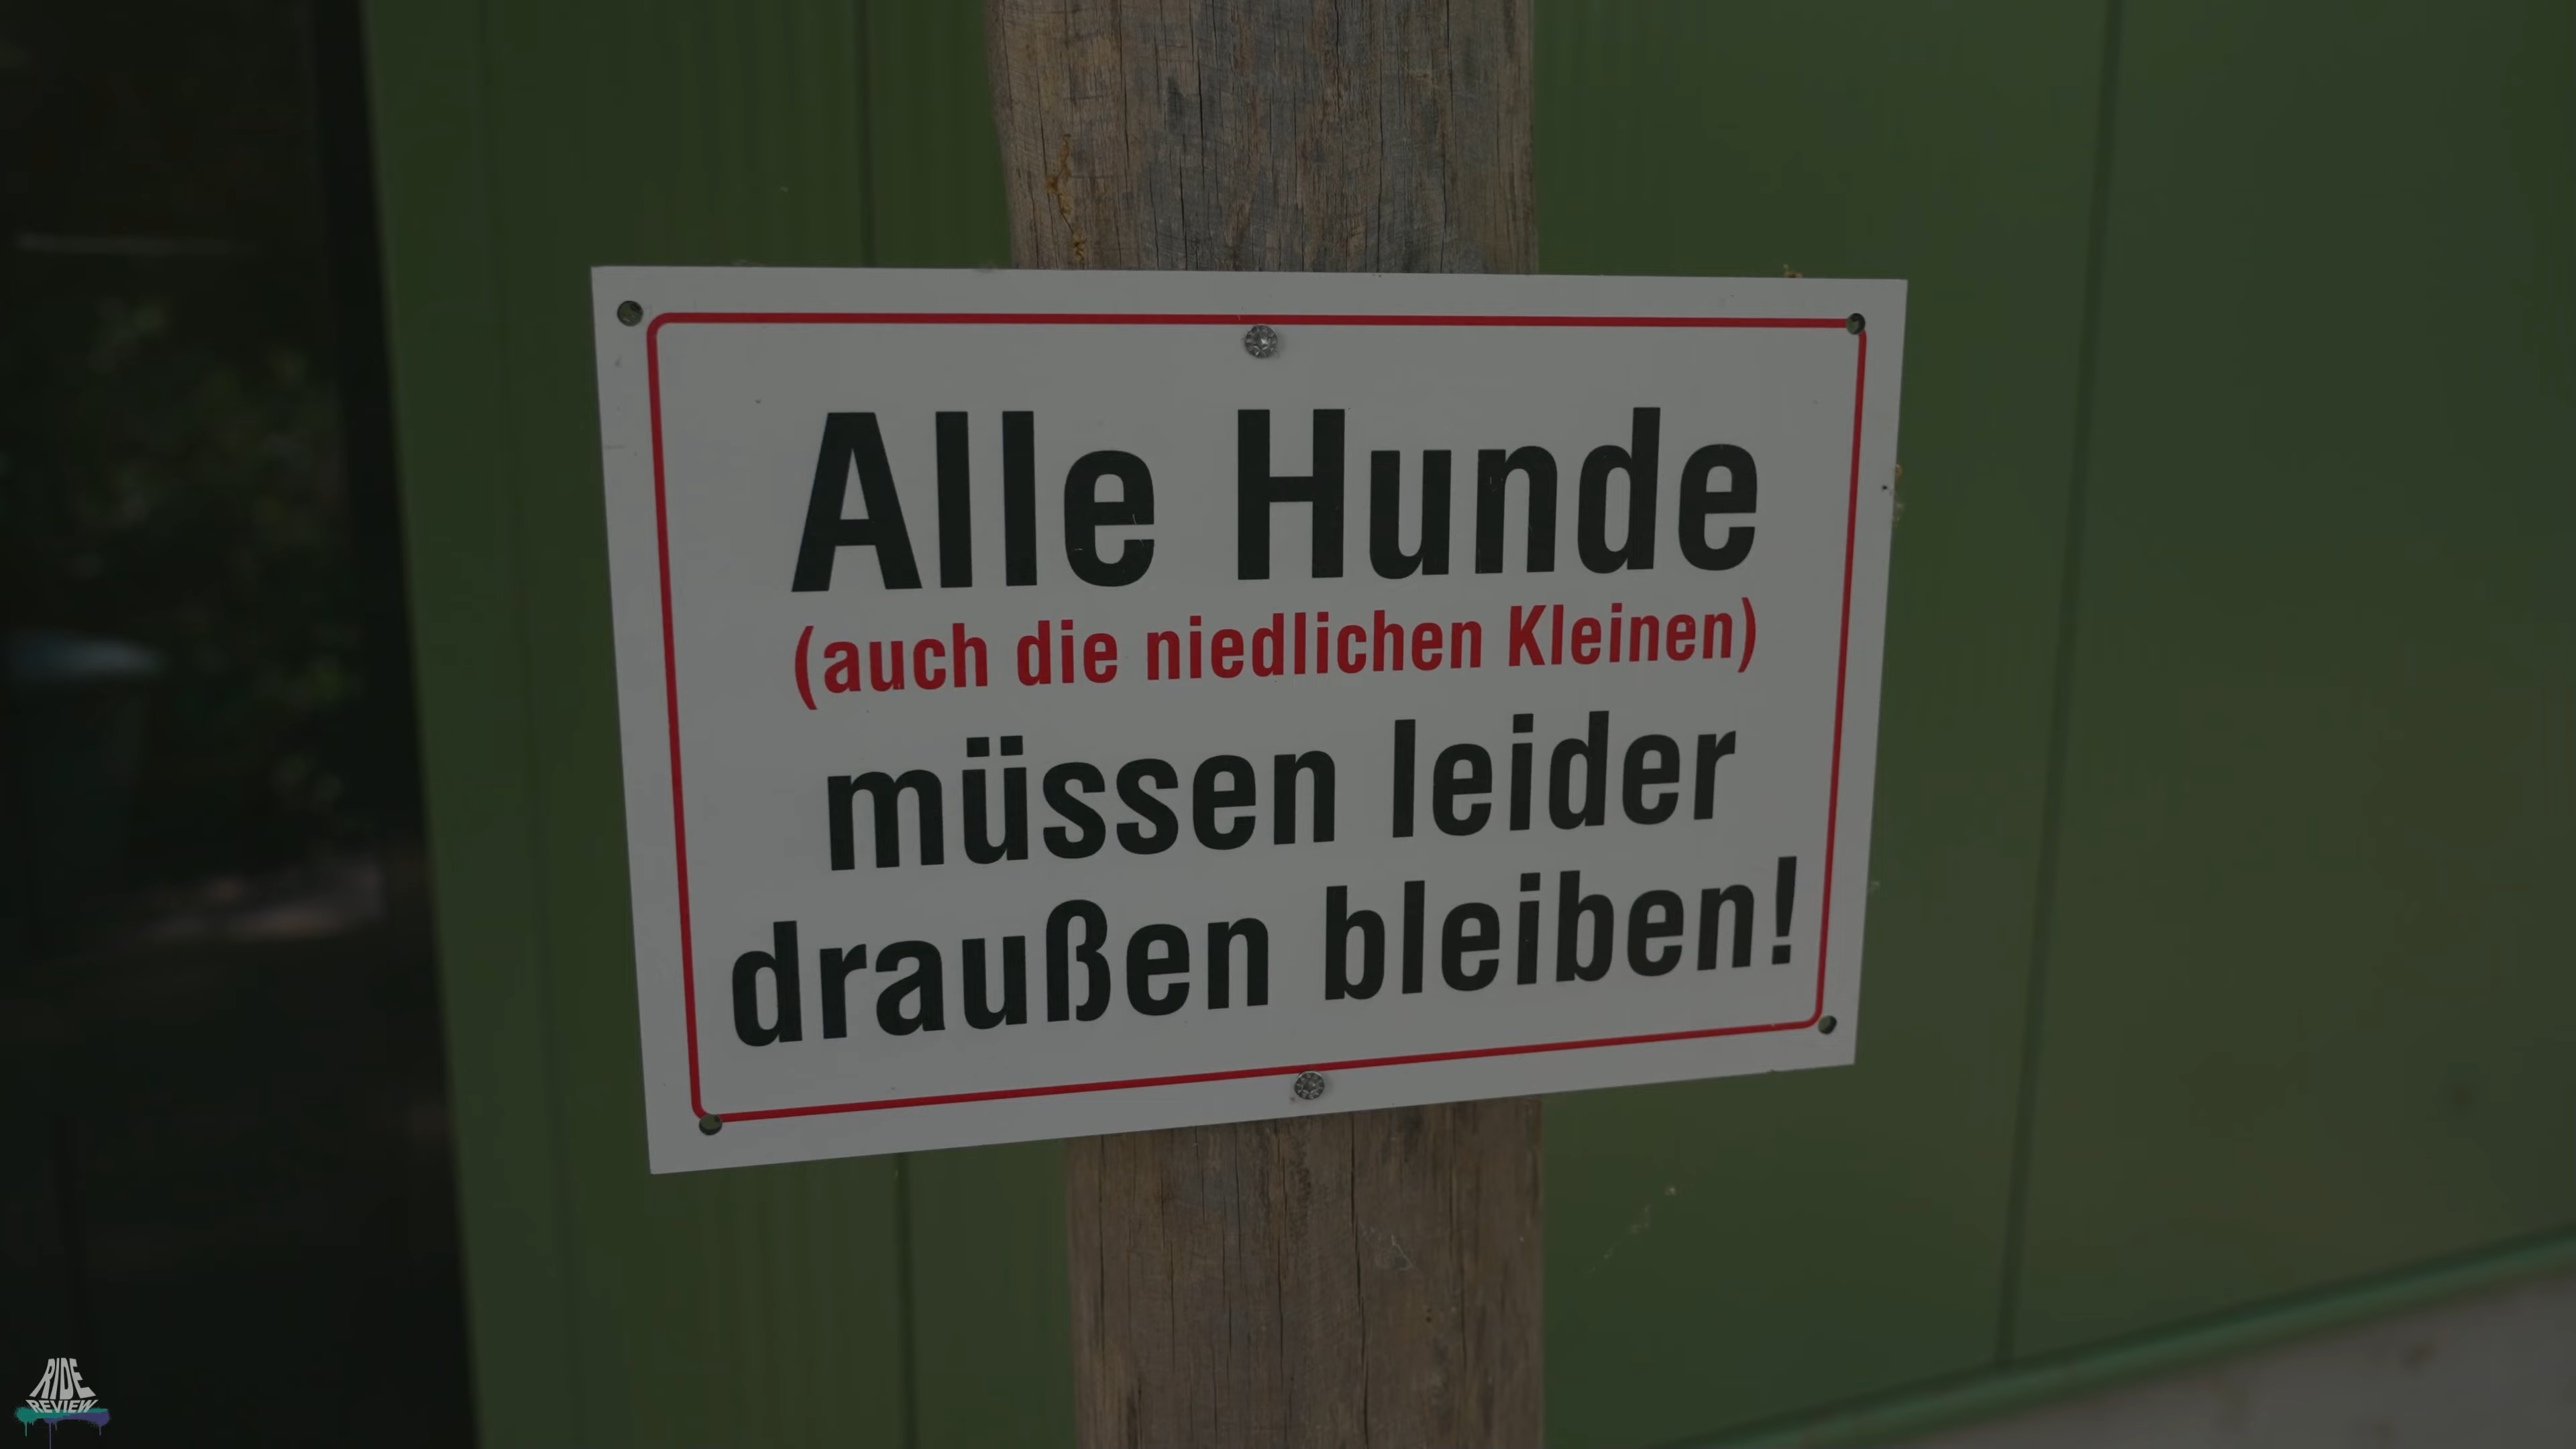 Alle Hunde
(auch die niedlichen Kleinen)
müssen leider
draußen bleiben!
RIDE
REVIEW